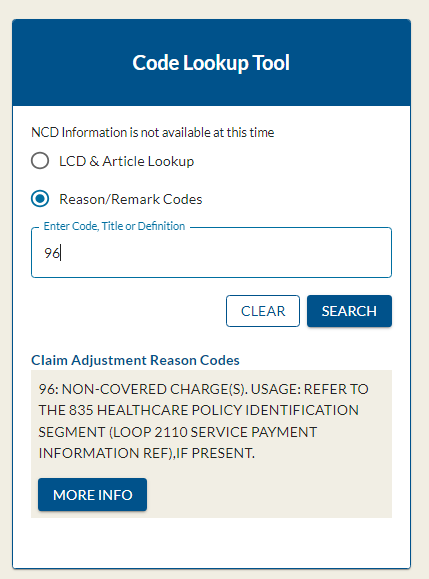 Code Lookup Tool
NCD Information is not available at this time
LCD & Article Lookup
Reason/Remark Codes
Enter Code, Title or Definition
96
CLEAR
SEARCH
Claim Adjustment Reason Codes
96: NON-COVERED CHARGE(S). USAGE: REFER TO
THE 835 HEALTHCARE POLICY IDENTIFICATION
SEGMENT (LOOP 2110 SERVICE PAYMENT
INFORMATION REF),IF PRESENT.
MORE INFO